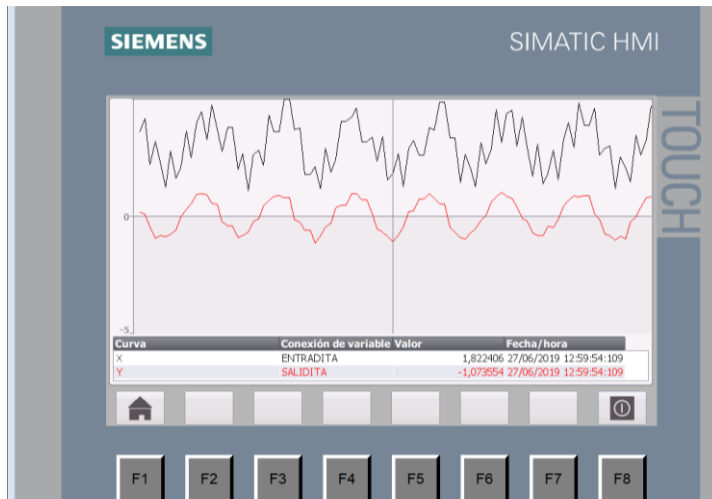 SIEMENS
SIMATIC HMI
TOUCH
0
-5
Curva Conexión de variable Valor Fecha/hora
X ENTRADITA 1,822406 27/06/2019 12:59:54:109
Y SALIDITA -1,073554 27/06/2019 12:59:54:109
F1 F2 F3 F4 F5 F6 F7 F8